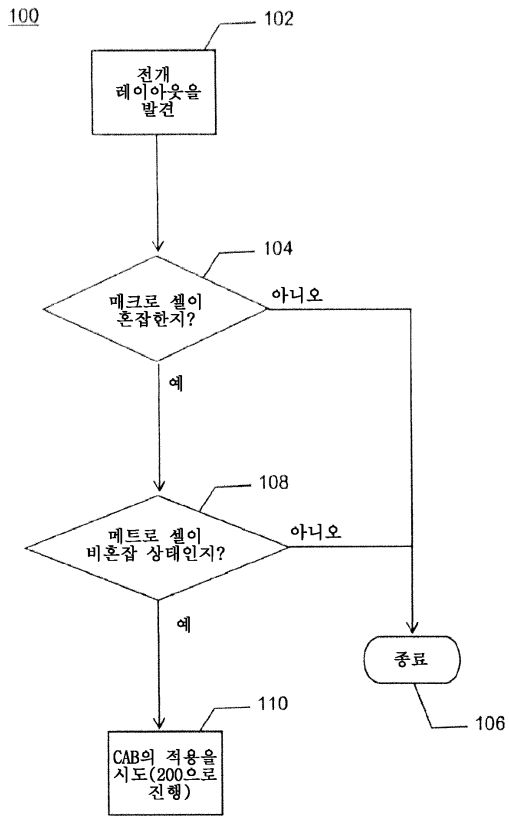 100
102
전개
레이아웃을
발견
104
매크로 셀이
혼잡한지?
아니오
예
108
메트로 셀이
비혼잡 상태인지?
아니오
예
종료
106
110
CAB의 적용을
시도(200으로
진행)